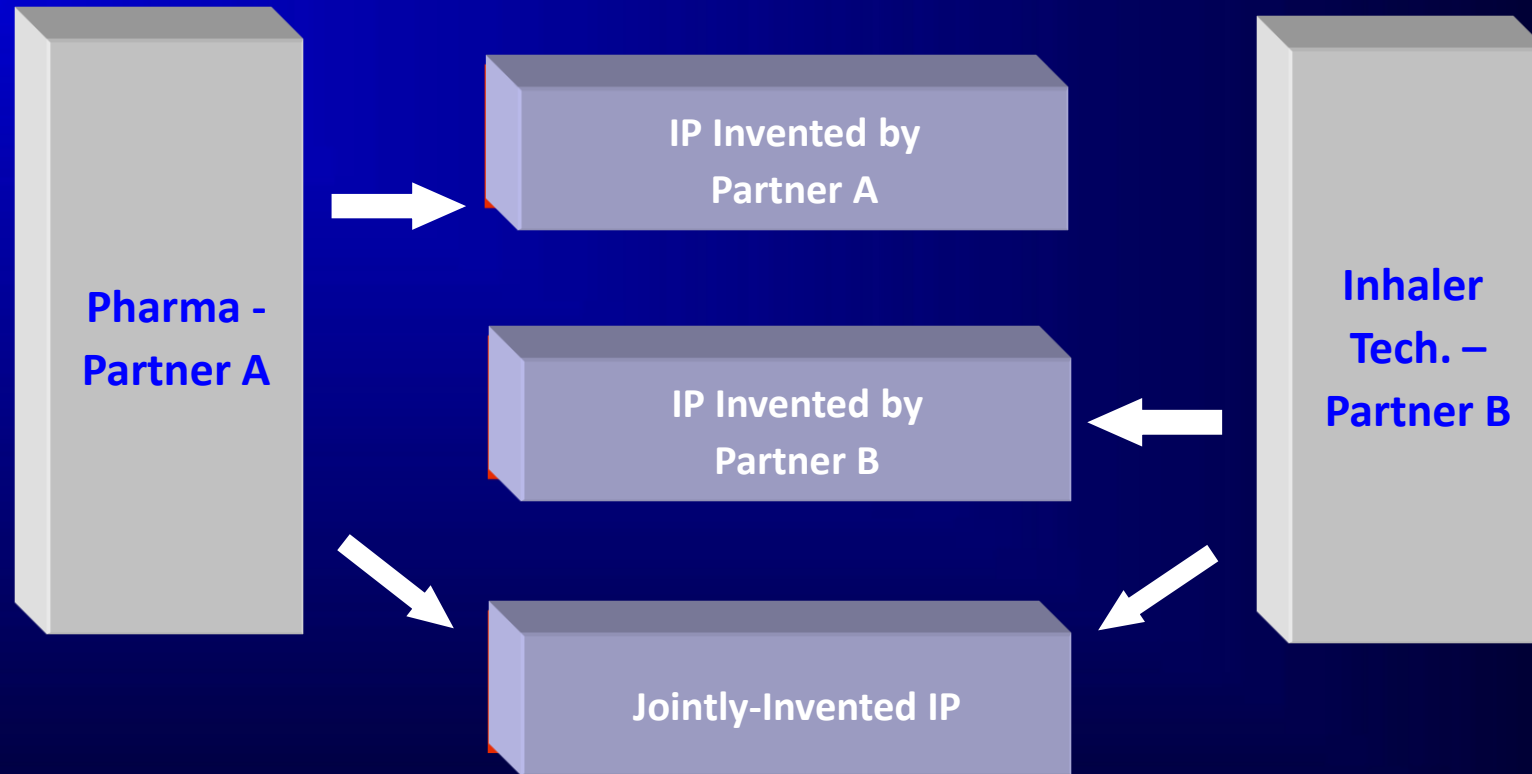 Pharma -
Partner A
IP Invented by
Partner A
IP Invented by
Partner B
Jointly-Invented IP
Inhaler
Tech. –
Partner B